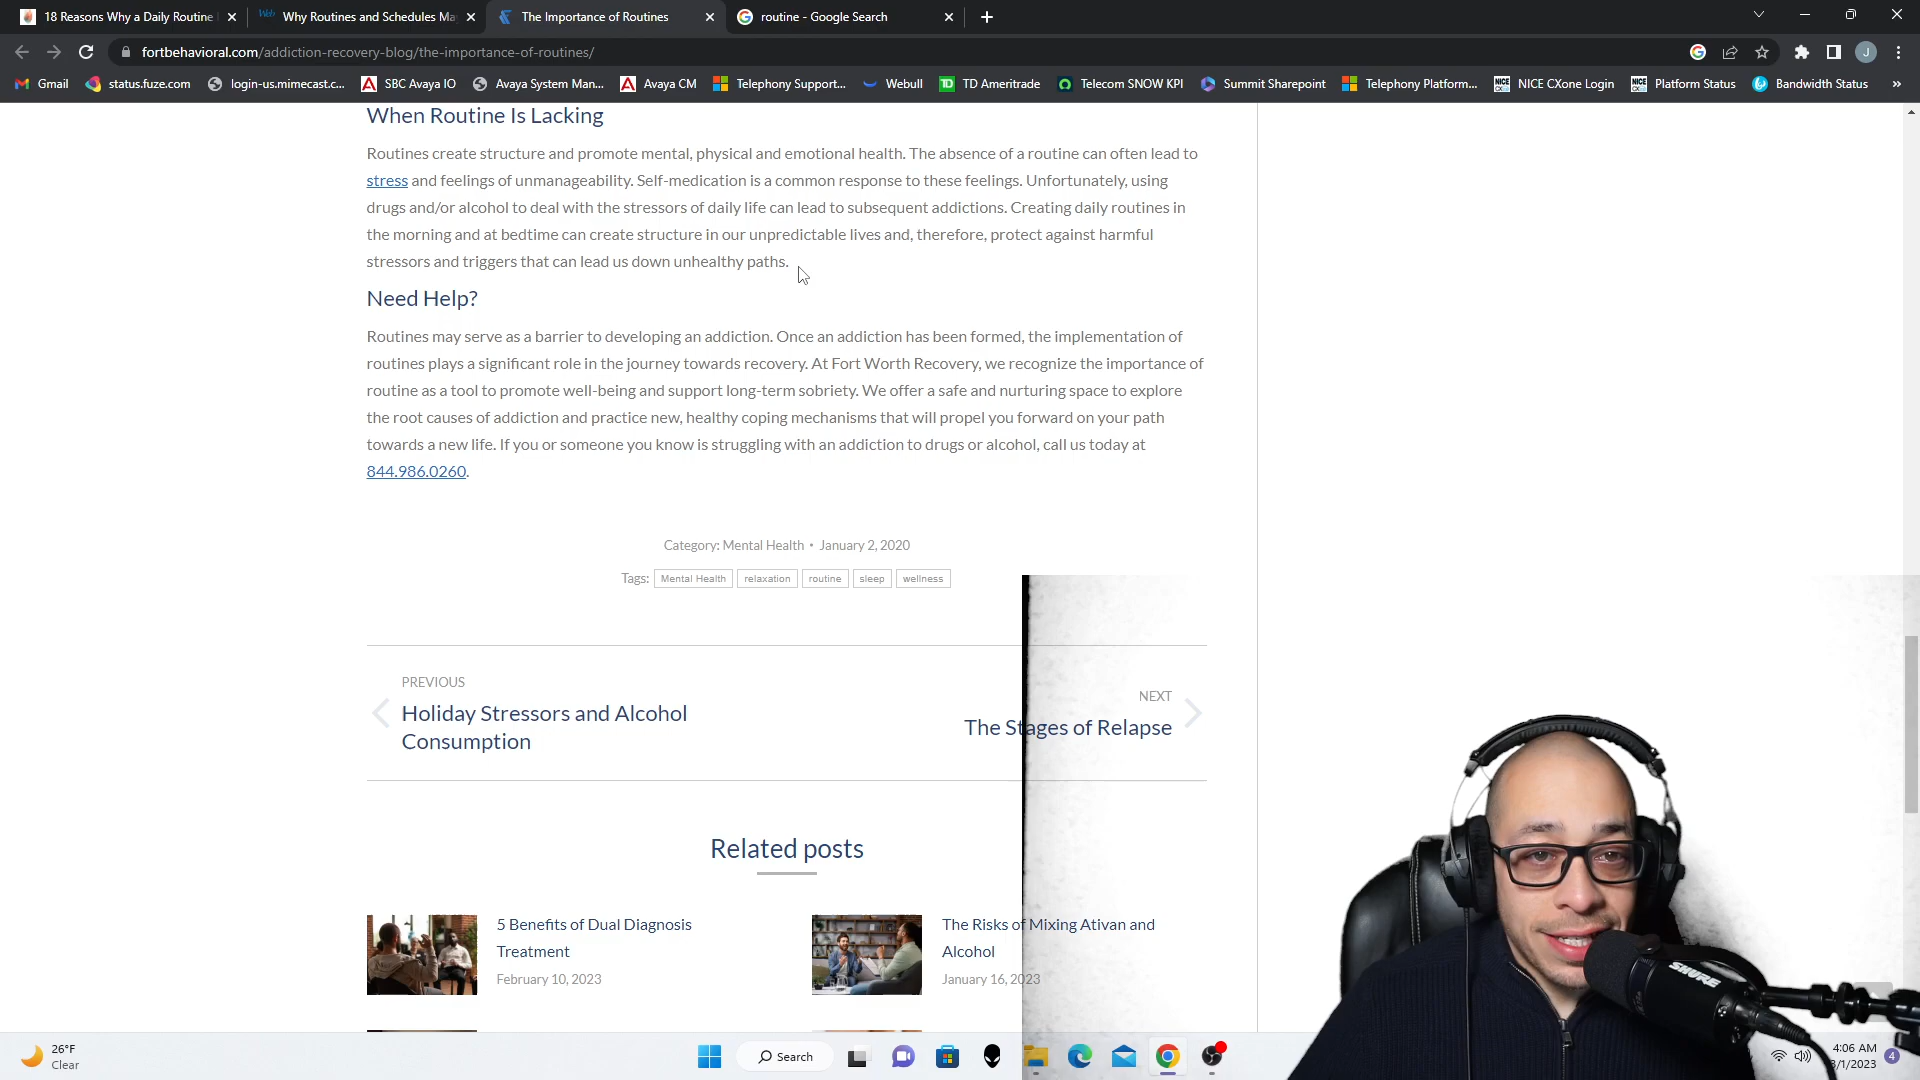 18 Reasons Why a Daily Routine
Why Routines and Schedules Ma
The Importance of Routines
routine - Google Search
fortbehavioral.com/addiction-recovery-blog/the-importance-of-routines/
J
Gmail
status.fuze.com
login-us.mimecast.c...
SBC Avaya IO
Avaya System Man...
Avaya CM
Telephony Support...
Webull
TD Ameritrade
Telecom SNOW KPI
Summit Sharepoint
Telephony Platform...
NICE CXone Login
Platform Status
Bandwidth Status
»
When Routine Is Lacking
Routines create structure and promote mental, physical and emotional health. The absence of a routine can often lead to
stress and feelings of unmanageability. Self-medication is a common response to these feelings. Unfortunately, using
drugs and/or alcohol to deal with the stressors of daily life can lead to subsequent addictions. Creating daily routines in
the morning and at bedtime can create structure in our unpredictable lives and, therefore, protect against harmful
stressors and triggers that can lead us down unhealthy paths.
Need Help?
Routines may serve as a barrier to developing an addiction. Once an addiction has been formed, the implementation of
routines plays a significant role in the journey towards recovery. At Fort Worth Recovery, we recognize the importance of
routine as a tool to promote well-being and support long-term sobriety. We offer a safe and nurturing space to explore
the root causes of addiction and practice new, healthy coping mechanisms that will propel you forward on your path
towards a new life. If you or someone you know is struggling with an addiction to drugs or alcohol, call us today at
844.986.0260.
Category: Mental Health • January 2, 2020
Tags: Mental Health relaxation routine sleep wellness
PREVIOUS
Holiday Stressors and Alcohol
Consumption
NEXT
The Stages of Relapse
Related posts
5 Benefits of Dual Diagnosis
Treatment
February 10, 2023
The Risks of Mixing Ativan and
Alcohol
January 16, 2023
SHURE
26°F
Clear
Search
4:06 AM
/1/2023
4